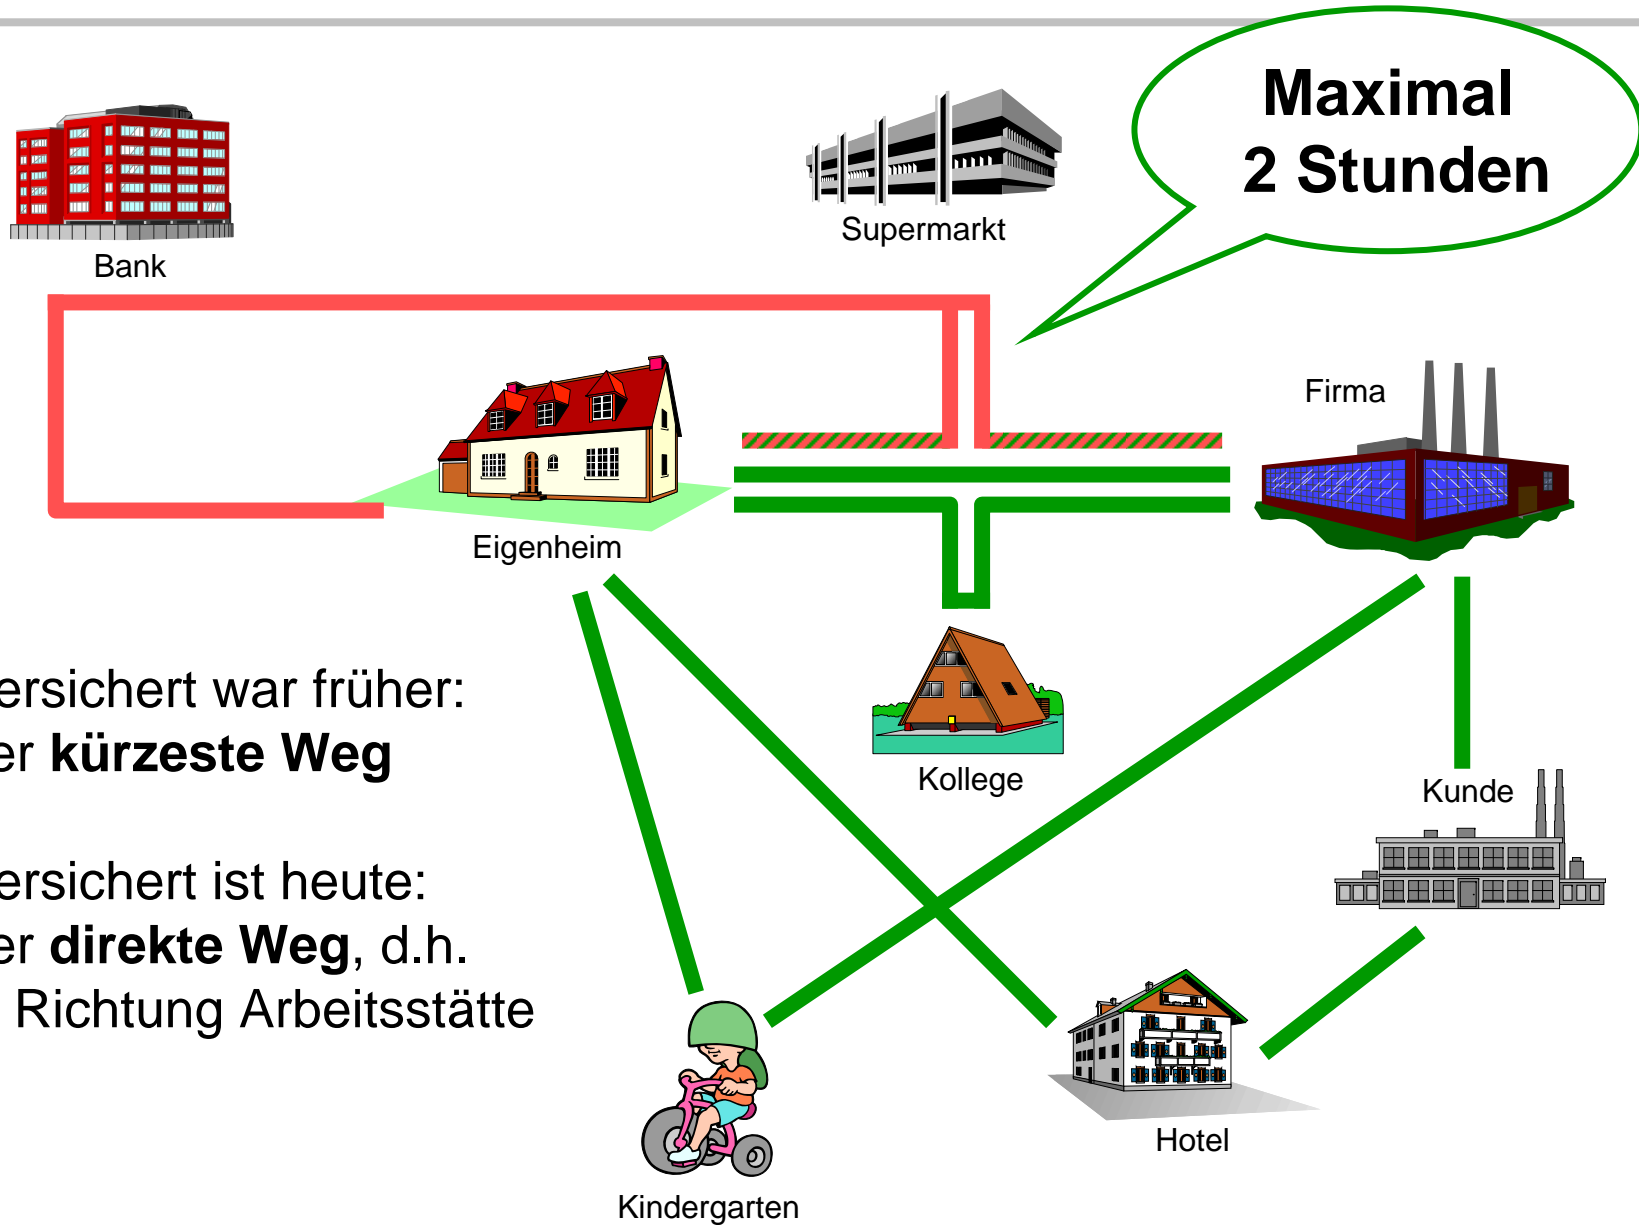 Maximal
2 Stunden
Supermarkt
Bank
Firma
Eigenheim
ersichert war früher:
er kürzeste Weg
Kollege
Kunde
ersichert ist heute:
er direkte Weg, d.h.
Richtung Arbeitsstätte
Hotel
Kindergarten